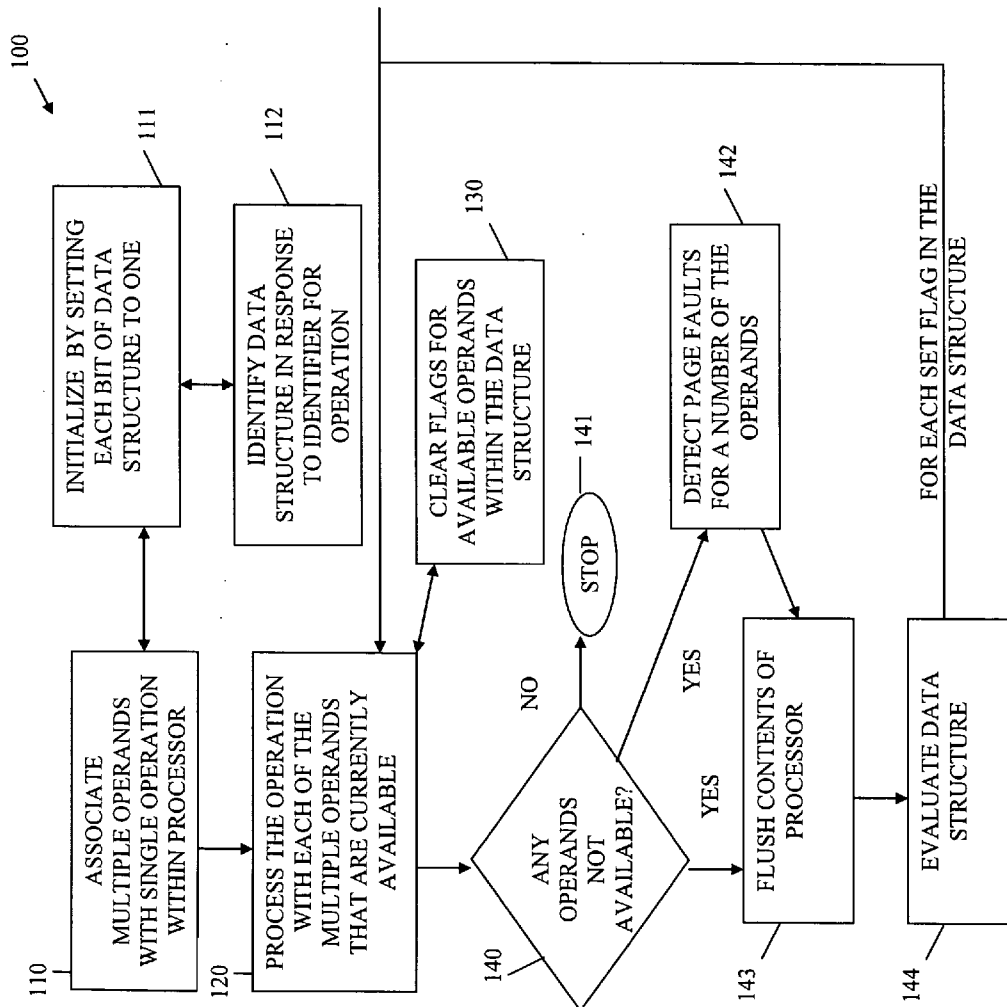 100
110
ASSOCIATE
MULTIPLE OPERANDS
WITH SINGLE OPERATION
WITHIN PROCESSOR
111
INITIALIZE BY SETTING
EACH BIT OF DATA
STRUCTURE TO ONE
112
IDENTIFY DATA
STRUCTURE IN RESPONSE
TO IDENTIFIER FOR
OPERATION
120
PROCESS THE OPERATION
WITH EACH OF THE
MULTIPLE OPERANDS
THAT ARE CURRENTLY
AVAILABLE
130
CLEAR FLAGS FOR
AVAILABLE OPERANDS
WITHIN THE DATA
STRUCTURE
140
ANY
OPERANDS
NOT
AVAILABLE?
NO
141
STOP
YES
142
DETECT PAGE FAULTS
FOR A NUMBER OF THE
OPERANDS
YES
143
FLUSH CONTENTS OF
PROCESSOR
144
EVALUATE DATA
STRUCTURE
FOR EACH SET FLAG IN THE
DATA STRUCTURE